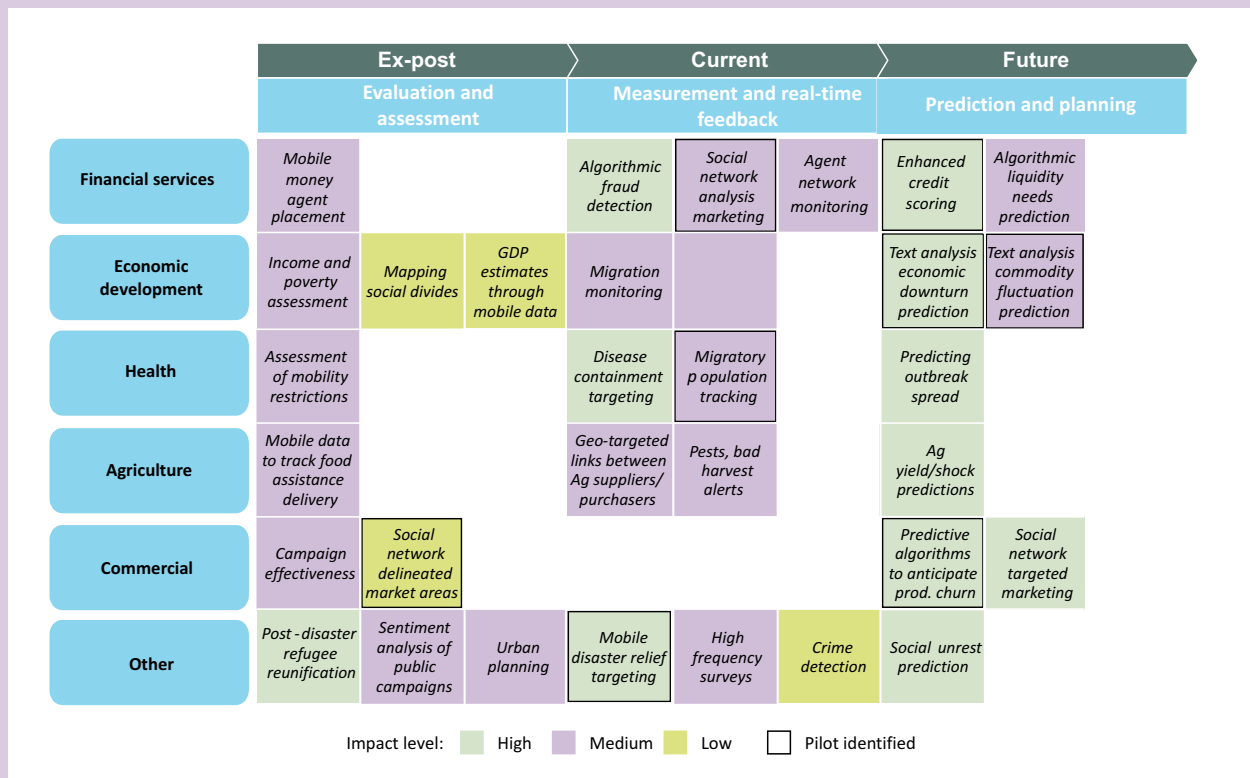 Ex-post
Current
Future
Evaluation and
assessment
Measurement and real-time
feedback
Prediction and planning
Financial services
Mobile
money
agent
placement
Algorithmic
fraud
detection
Social
network
analysis
marketing
Agent
network
monitoring
Enhanced
credit
scoring
Algorithmic
liquidity
needs
prediction
Economic
development
Income and
poverty
assessment
Mapping
social divides
GDP
estimates
through
mobile data
Migration
monitoring
Text analysis
economic
downturn
prediction
Text analysis
commodity
fluctuation
prediction
Health
Assessment
of mobility
restrictions
Disease
containment
targeting
Migratory
p opulation
tracking
Predicting
outbreak
spread
Agriculture
Mobile data
to track food
assistance
delivery
Geo-targeted
links between
Ag suppliers/
purchasers
Pests, bad
harvest
alerts
Ag
yield/shock
predictions
Commercial
Campaign
effectiveness
Social
network
delineated
market areas
Predictive
algorithms
to anticipate
prod. churn
Social
network
targeted
marketing
Other
Post-disaster
refugee
reunification
Sentiment
analysis of
public
campaigns
Urban
planning
Mobile
disaster relief
targeting
High
frequency
surveys
Crime
detection
Social unrest
prediction
Impact level: High Medium Low Pilot identified